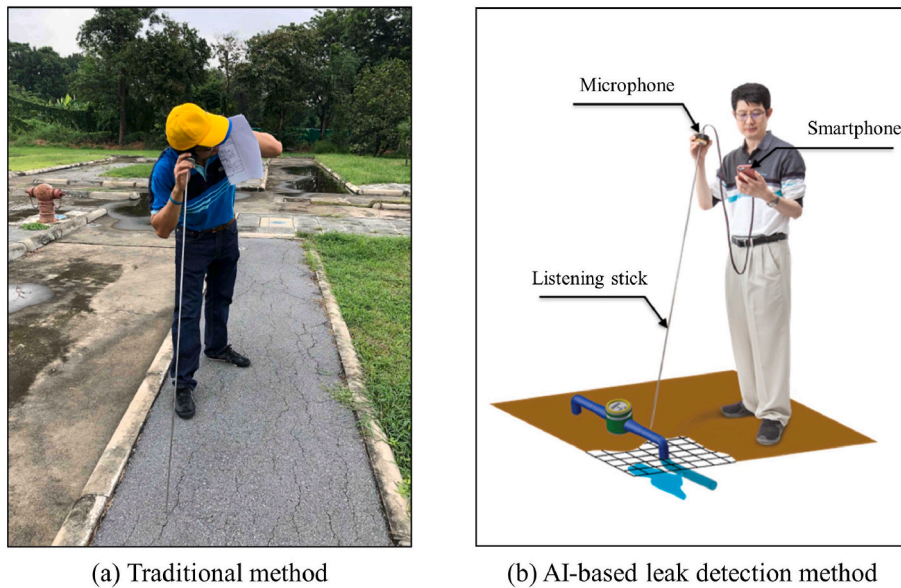 Microphone
Smartphone
Listening stick
(a) Traditional method
(b) AI-based leak detection method